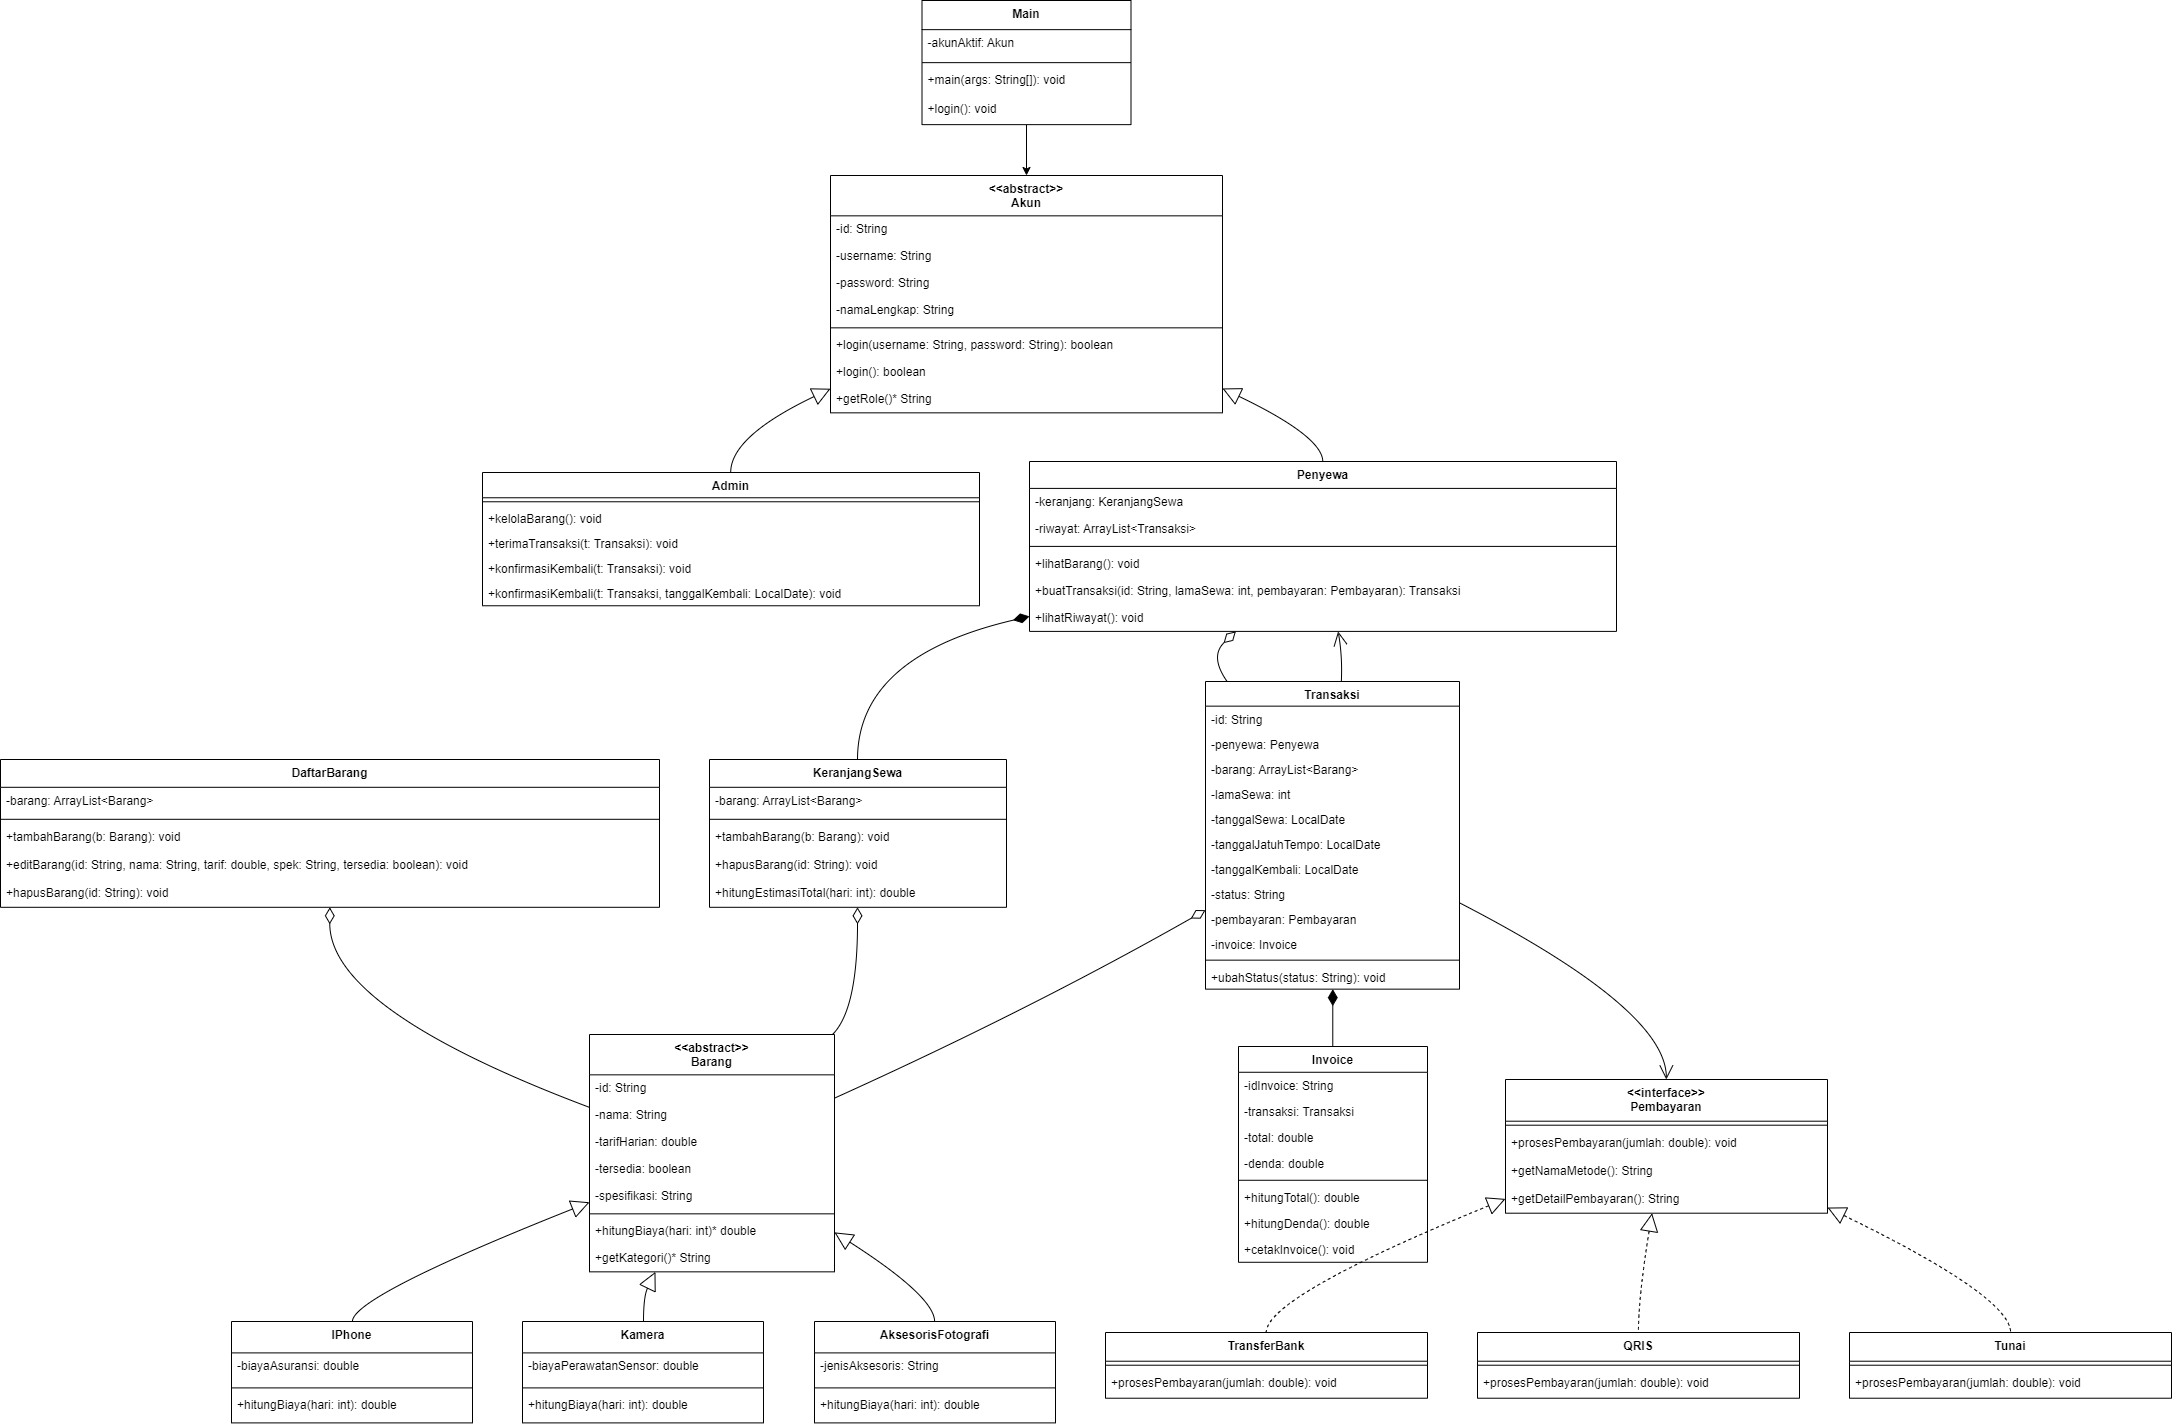 Main
-akunAktif: Akun
+main(args: String[]): void
+login(): void
<<abstract>>
Akun
-id: String
-username: String
-password: String
-namaLengkap: String
+login(username: String, password: String): boolean
+login(): boolean
+getRole()* String
Admin
+kelolaBarang(): void
+terimaTransaksi(t: Transaksi): void
+konfirmasiKembali(t: Transaksi): void
+konfirmasiKembali(t: Transaksi, tanggalKembali: LocalDate): void
Penyewa
-keranjang: KeranjangSewa
-riwayat: ArrayList<Transaksi>
+lihatBarang(): void
+buatTransaksi(id: String, lamaSewa: int, pembayaran: Pembayaran): Transaksi
+lihatRiwayat(): void
DaftarBarang
-barang: ArrayList<Barang>
+tambahBarang(b: Barang): void
+editBarang(id: String, nama: String, tarif: double, spek: String, tersedia: boolean): void
+hapusBarang(id: String): void
KeranjangSewa
-barang: ArrayList<Barang>
+tambahBarang(b: Barang): void
+hapusBarang(id: String): void
+hitungEstimasiTotal(hari: int): double
Transaksi
-id: String
-penyewa: Penyewa
-barang: ArrayList<Barang>
-lamaSewa: int
-tanggalSewa: LocalDate
-tanggalJatuhTempo: LocalDate
-tanggalKembali: LocalDate
-status: String
-pembayaran: Pembayaran
-invoice: Invoice
+ubahStatus(status: String): void
<<abstract>>
Barang
-id: String
-nama: String
-tarifHarian: double
-tersedia: boolean
-spesifikasi: String
+hitungBiaya(hari: int)* double
+getKategori()* String
Invoice
-idInvoice: String
-transaksi: Transaksi
-total: double
-denda: double
+hitungTotal(): double
+hitungDenda(): double
+cetakInvoice(): void
<<interface>>
Pembayaran
+prosesPembayaran(jumlah: double): void
+getNamaMetode(): String
+getDetailPembayaran(): String
IPhone
-biayaAsuransi: double
+hitungBiaya(hari: int): double
Kamera
-biayaPerawatanSensor: double
+hitungBiaya(hari: int): double
AksesorisFotografi
-jenisAksesoris: String
+hitungBiaya(hari: int): double
TransferBank
+prosesPembayaran(jumlah: double): void
QRIS
+prosesPembayaran(jumlah: double): void
Tunai
+prosesPembayaran(jumlah: double): void